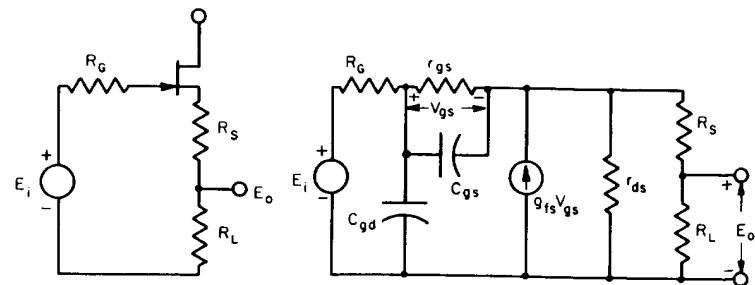 R_G
R_S
+
E_i
-
E_o
R_L
R_G
r_gs
+ -
V_gs
R_S
C_gs
+
E_i
-
g_fs V_gs
r_ds
C_gd
+
R_L
E_o
-